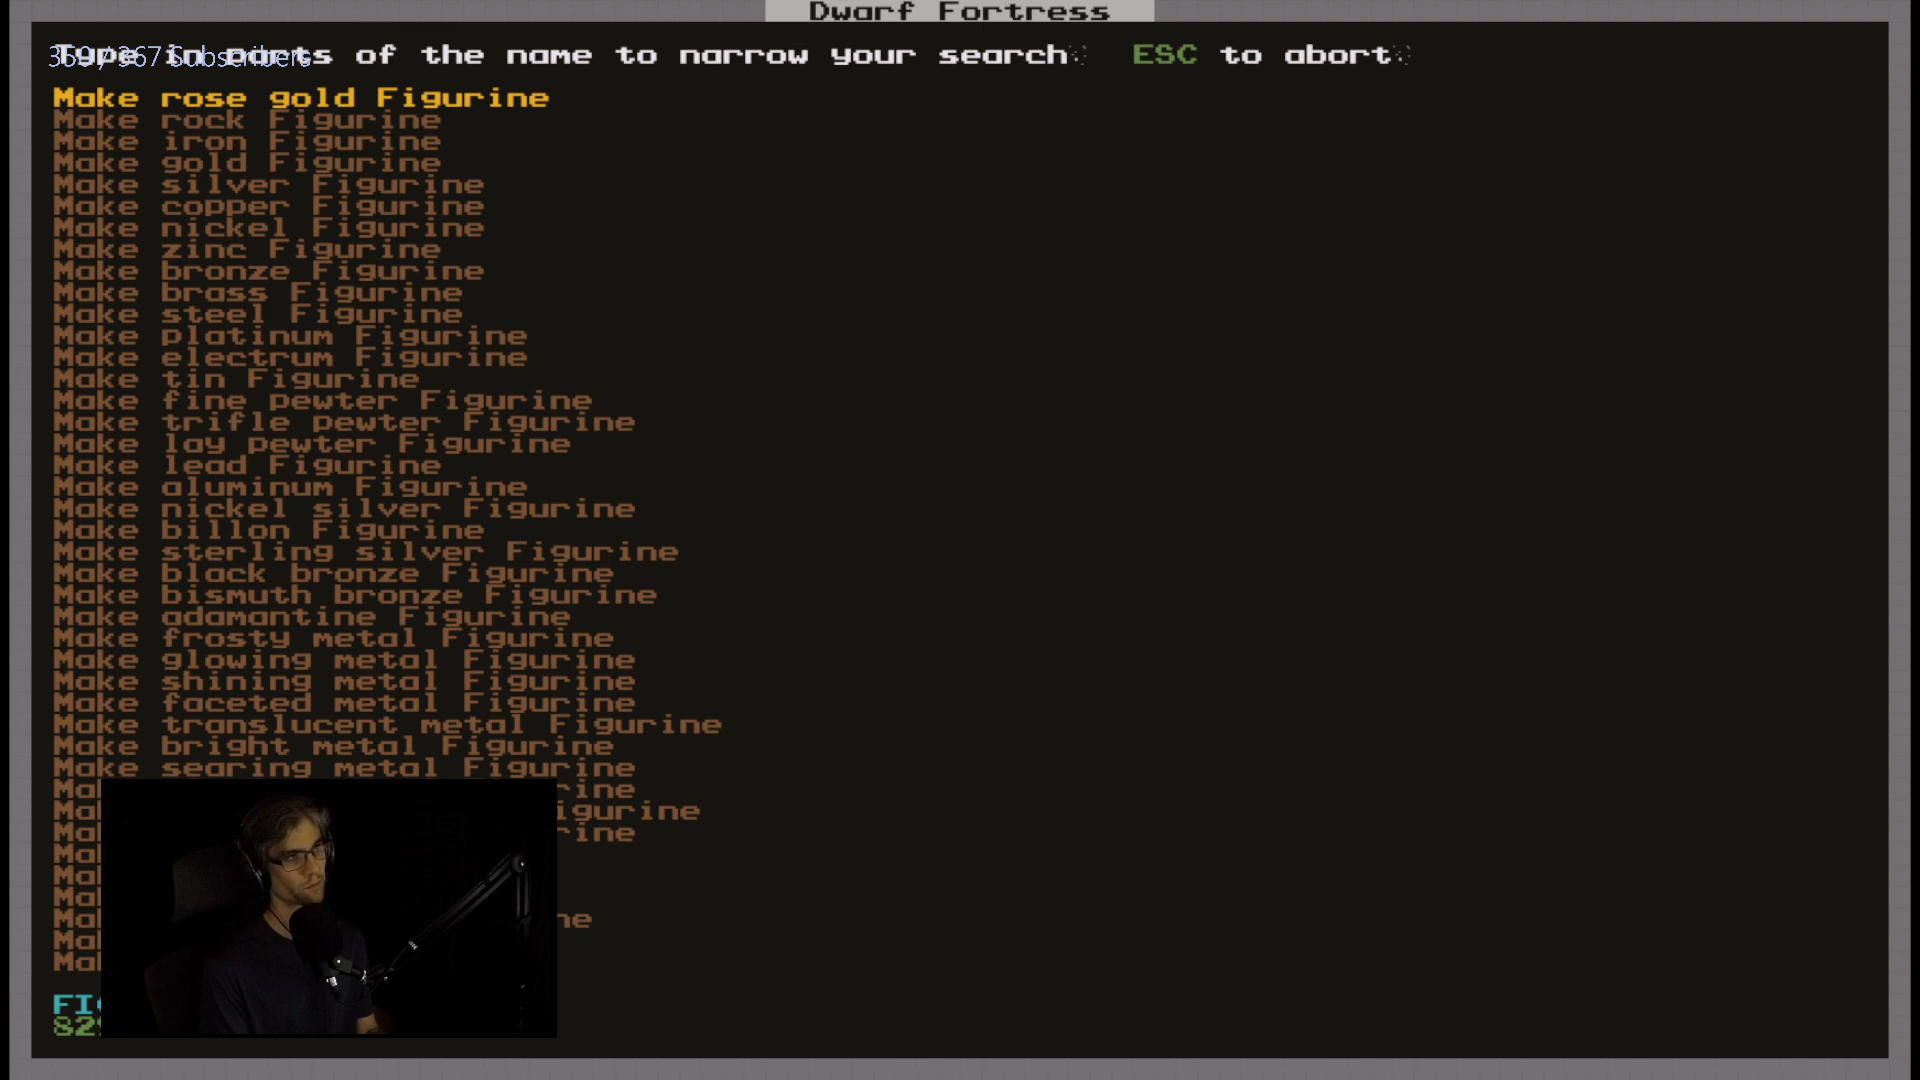 Dwarf Fortress
Type in parts of the name to narrow your search. ESC to abort.
359 / 367 Subscribers
Make rose gold Figurine
Make rock Figurine
Make iron Figurine
Make gold Figurine
Make silver Figurine
Make copper Figurine
Make nickel Figurine
Make zinc Figurine
Make bronze Figurine
Make brass Figurine
Make steel Figurine
Make platinum Figurine
Make electrum Figurine
Make tin Figurine
Make fine pewter Figurine
Make trifle pewter Figurine
Make lay pewter Figurine
Make lead Figurine
Make aluminum Figurine
Make nickel silver Figurine
Make billon Figurine
Make sterling silver Figurine
Make black bronze Figurine
Make bismuth bronze Figurine
Make adamantine Figurine
Make frosty metal Figurine
Make glowing metal Figurine
Make shining metal Figurine
Make faceted metal Figurine
Make translucent metal Figurine
Make bright metal Figurine
Make searing metal Figurine